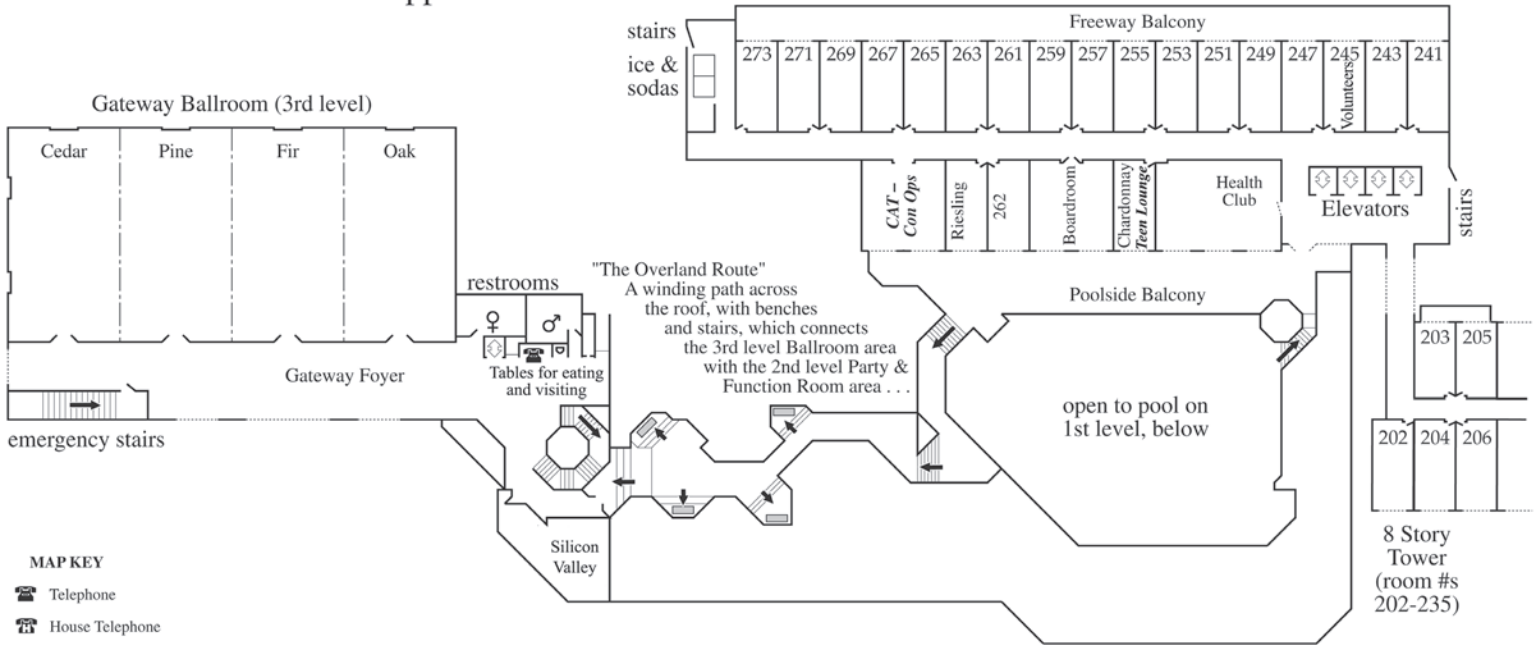 pp
Freeway Balcony
stairs
ice &
sodas
273 271 269 267 265 263 261 259 257 255 253 251 249 247 245 243 241
Volunteers
Gateway Ballroom (3rd level)
Cedar Pine Fir Oak
CAT –
Con Ops
Riesling
262
Boardroom
Chardonnay
Teen Lounge
Health
Club
Elevators
stairs
restrooms
"The Overland Route"
A winding path across
the roof, with benches
and stairs, which connects
the 3rd level Ballroom area
with the 2nd level Party &
Function Room area . . .
Poolside Balcony
203 205
Gateway Foyer
Tables for eating
and visiting
emergency stairs
open to pool on
1st level, below
202 204 206
Silicon
Valley
8 Story
Tower
(room #s
202-235)
MAP KEY
Telephone
House Telephone